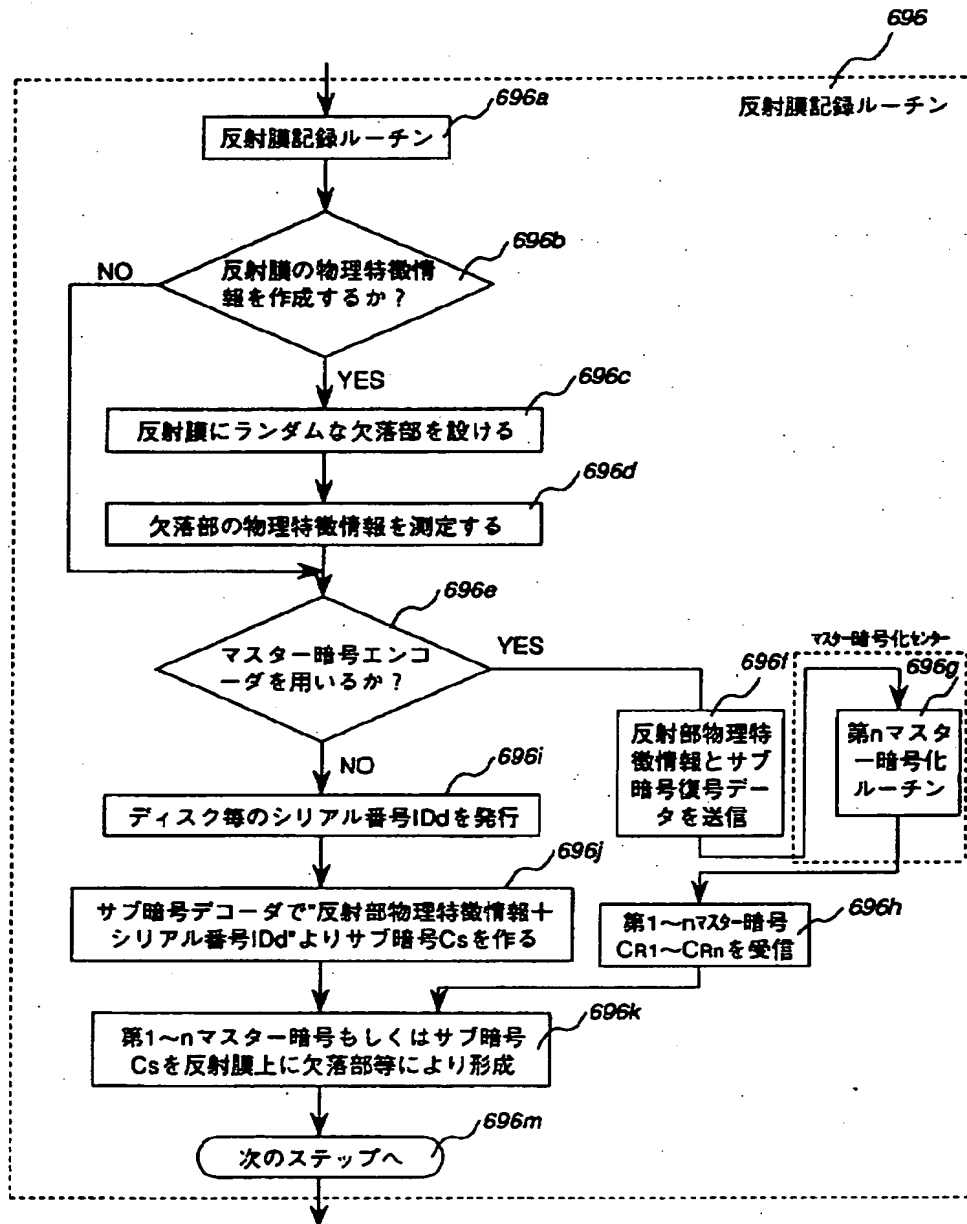 696
反射膜記録ルーチン
696a
反射膜記録ルーチン
696b
NO
反射膜の物理特徴情
報を作成するか？
YES
696c
反射膜にランダムな欠落部を設ける
696d
欠落部の物理特徴情報を測定する
696e
マスター暗号エンコ
ーダを用いるか？
YES
マスター暗号化センター
696f
696g
反射部物理特
徴情報とサブ
暗号復号デー
タを送信
第nマスタ
ー暗号化
ルーチン
NO
696i
ディスク毎のシリアル番号IDdを発行
696j
サブ暗号デコーダで"反射部物理特徴情報＋
シリアル番号IDd"よりサブ暗号Csを作る
696h
第1～nマスター暗号
CR1～CRnを受信
696k
第1～nマスター暗号もしくはサブ暗号
Csを反射膜上に欠落部等により形成
696m
次のステップへ